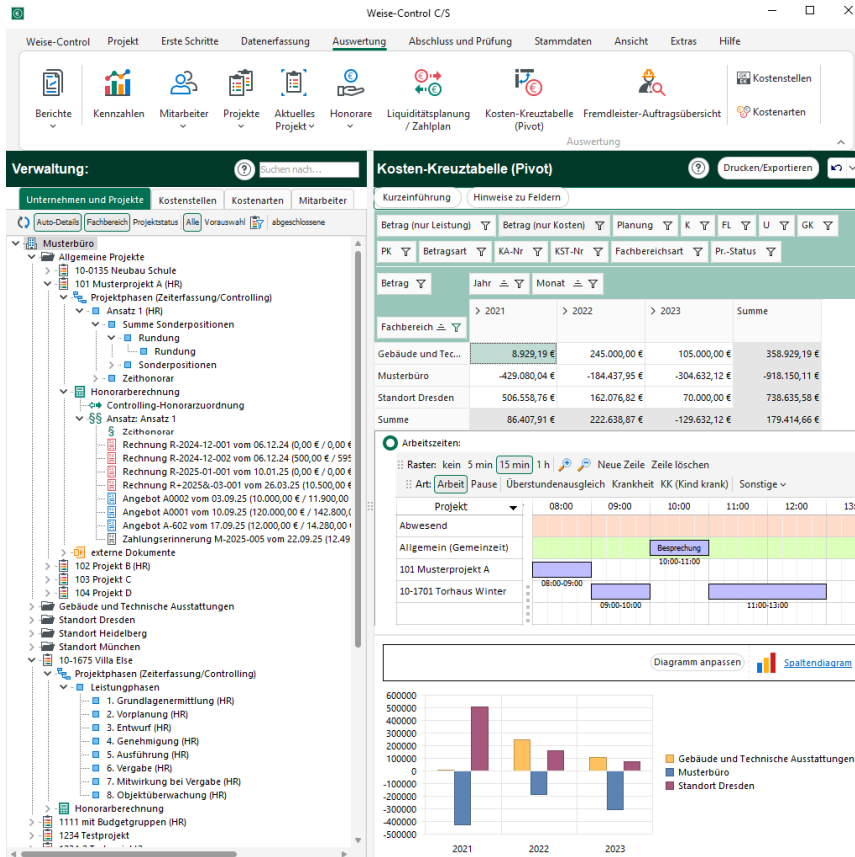 Weise-Control C/S
Weise-Control Projekt Erste Schritte Datenerfassung Auswertung Abschluss und Prüfung Stammdaten Ansicht Extras Hilfe
Berichte Kennzahlen Mitarbeiter Projekte Aktuelles Projekt Honorare Liquiditätsplanung / Zahlplan Kosten-Kreuztabelle (Pivot) Fremdleister-Auftragsübersicht
Kostenstellen
Kostenarten
Auswertung
Verwaltung:
Suchen nach...
Unternehmen und Projekte Kostenstellen Kostenarten Mitarbeiter
Auto-Details Fachbereich Projektstatus Alle Vorauswahl abgeschlossene
Musterbüro
Allgemeine Projekte
10-0135 Neubau Schule
101 Musterprojekt A (HR)
Projektphasen (Zeiterfassung/Controlling)
Ansatz 1 (HR)
Summe Sonderpositionen
Rundung
Rundung
Sonderpositionen
Zeithonorar
Honorarberechnung
Controlling-Honorarzuordnung
§§ Ansatz: Ansatz 1
§ Zeithonorar
Rechnung R-2024-12-001 vom 06.12.24 (0,00 € / 0,00 €
Rechnung R-2024-12-002 vom 06.12.24 (500,00 € / 595
Rechnung R-2025-01-001 vom 10.01.25 (0,00 € / 0,00 €
Rechnung R+2025&-03-001 vom 26.03.25 (10.500,00 €
Angebot A0002 vom 03.09.25 (10.000,00 € / 11.900,00
Angebot A0001 vom 10.09.25 (120.000,00 € / 142.800,0
Angebot A-602 vom 17.09.25 (12.000,00 € / 14.280,00 €
Zahlungserinnerung M-2025-005 vom 22.09.25 (12.49
externe Dokumente
102 Projekt B (HR)
103 Projekt C
104 Projekt D
Gebäude und Technische Ausstattungen
Standort Dresden
Standort Heidelberg
Standort München
10-1675 Villa Else
Projektphasen (Zeiterfassung/Controlling)
Leistungphasen
1. Grundlagenermittlung (HR)
2. Vorplanung (HR)
3. Entwurf (HR)
4. Genehmigung (HR)
5. Ausführung (HR)
6. Vergabe (HR)
7. Mitwirkung bei Vergabe (HR)
8. Objektüberwachung (HR)
Honorarberechnung
1111 mit Budgetgruppen (HR)
1234 Testprojekt
Kosten-Kreuztabelle (Pivot)
Drucken/Exportieren
Kurzeinführung Hinweise zu Feldern
Betrag (nur Leistung) Betrag (nur Kosten) Planung K FL U GK
PK Betragsart KA-Nr KST-Nr Fachbereichsart Pr.-Status
Betrag Jahr Monat
Fachbereich > 2021 > 2022 > 2023 Summe
Gebäude und Tec... 8.929,19 € 245.000,00 € 105.000,00 € 358.929,19 €
Musterbüro -429.080,04 € -184.437,95 € -304.632,12 € -918.150,11 €
Standort Dresden 506.558,76 € 162.076,82 € 70.000,00 € 738.635,58 €
Summe 86.407,91 € 222.638,87 € -129.632,12 € 179.414,66 €
Arbeitszeiten:
Raster: kein 5 min 15 min 1 h Neue Zeile Zeile löschen
Art: Arbeit Pause Überstundenausgleich Krankheit KK (Kind krank) Sonstige
Projekt 08:00 09:00 10:00 11:00 12:00 13:
Abwesend
Allgemein (Gemeinzeit) Besprechung
10:00-11:00
101 Musterprojekt A
08:00-09:00
10-1701 Torhaus Winter
09:00-10:00 11:00-13:00
Diagramm anpassen Spaltendiagram
600000
500000
400000
300000
200000
100000
0
-100000
-200000
-300000
-400000
-500000
2021 2022 2023
Gebäude und Technische Ausstattungen
Musterbüro
Standort Dresden